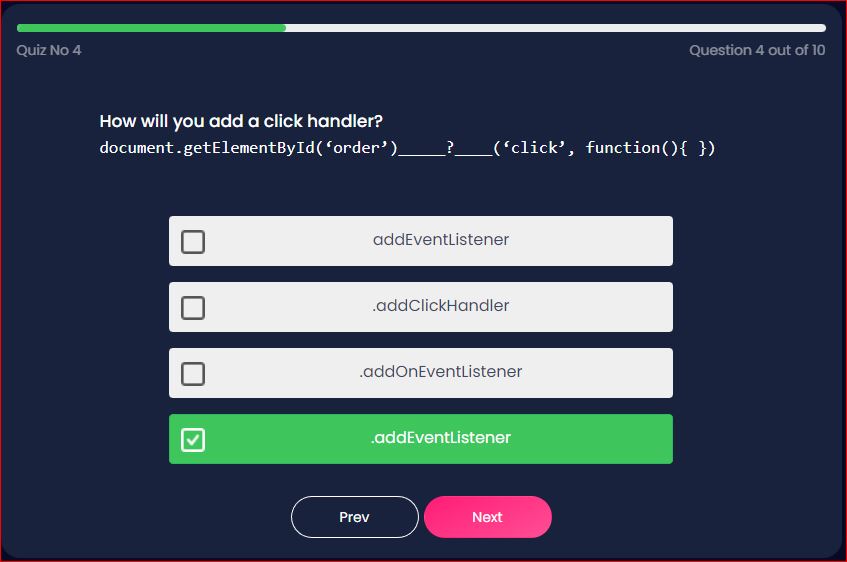 Quiz No 4
Question 4 out of 10
How will you add a click handler?
document.getElementById(‘order’)_____?____(‘click’, function(){ })
addEventListener
.addClickHandler
.addOnEventListener
.addEventListener
Prev
Next